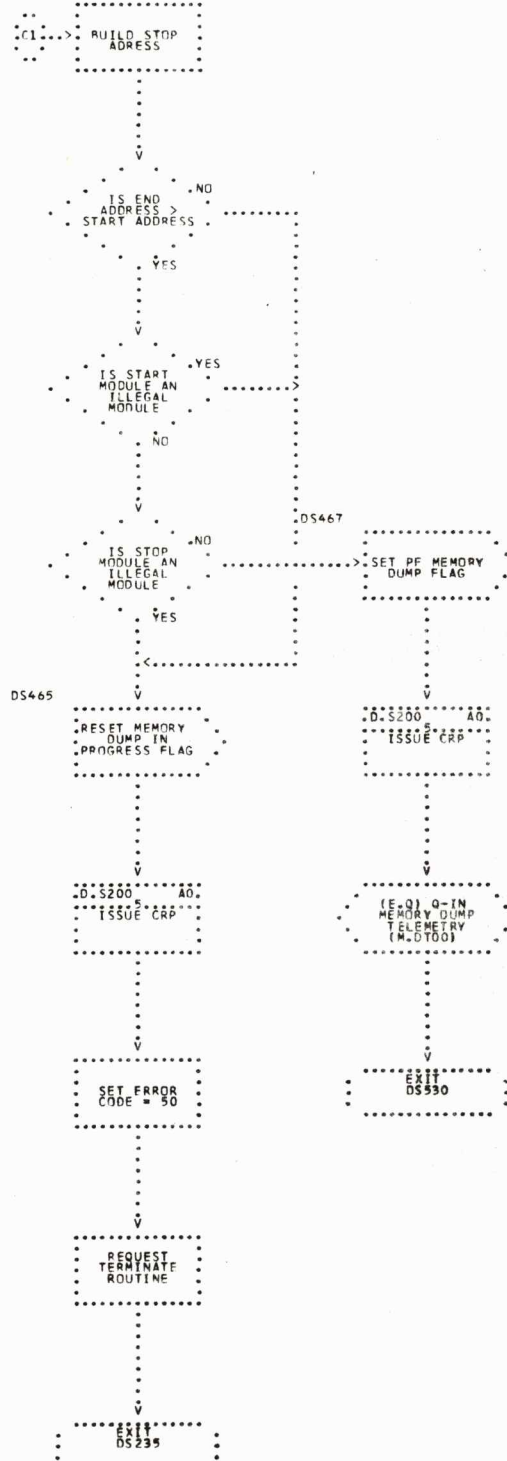 C1
BUILD STOP
ADRESS
NO
IS END
ADDRESS >
START ADDRESS
YES
YES
IS START
MODULE AN
ILLEGAL
MODULE
NO
DS467
NO
IS STOP
MODULE AN
ILLEGAL
MODULE
YES
SET PF MEMORY
DUMP FLAG
DS465
RESET MEMORY
DUMP IN
PROGRESS FLAG
D.S200 A0
5
ISSUE CRP
D.S200 A0
5
ISSUE CRP
(E.Q) Q-IN
MEMORY DUMP
TELEMETRY
(M.DT00)
SET ERROR
CODE = 50
EXIT
DS530
REQUEST
TERMINATE
ROUTINE
EXIT
DS235